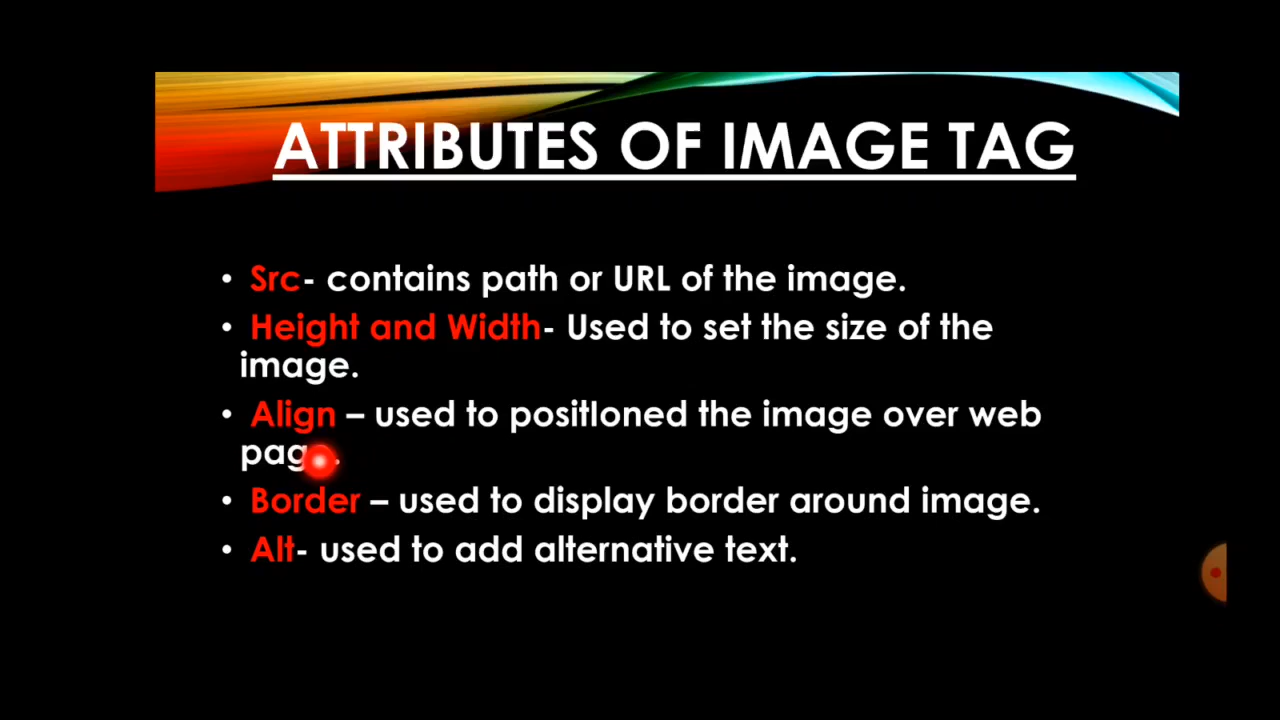 ATTRIBUTES OF IMAGE TAG
• Src- contains path or URL of the image.
• Height and Width- Used to set the size of the
image.
• Align – used to positIoned the image over web
page.
• Border – used to display border around image.
• Alt- used to add alternative text.